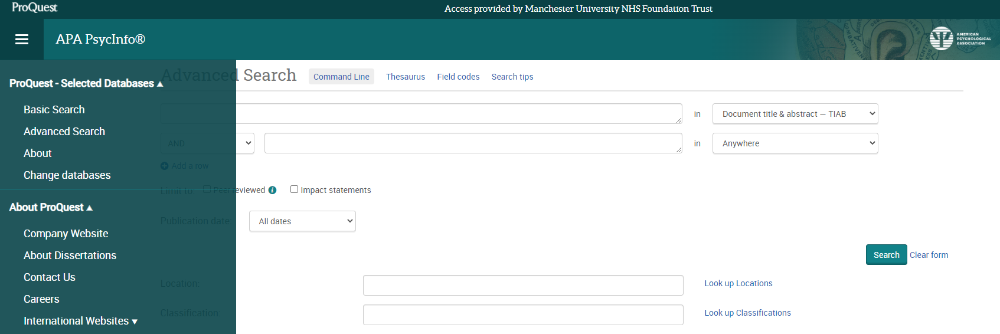 ProQuest
Access provided by Manchester University NHS Foundation Trust
APA PsycInfo®
AMERICAN
PSYCHOLOGICAL
ASSOCIATION
ProQuest - Selected Databases
Basic Search
Advanced Search
About
Change databases
About ProQuest
Company Website
About Dissertations
Contact Us
Careers
International Websites
Advanced Search Command Line Thesaurus Field codes Search tips
in Document title & abstract — TIAB
AND in Anywhere
Add a row
Limit to: Peer reviewed i Impact statements
Publication date: All dates
Search Clear form
Location: Look up Locations
Classification: Look up Classifications